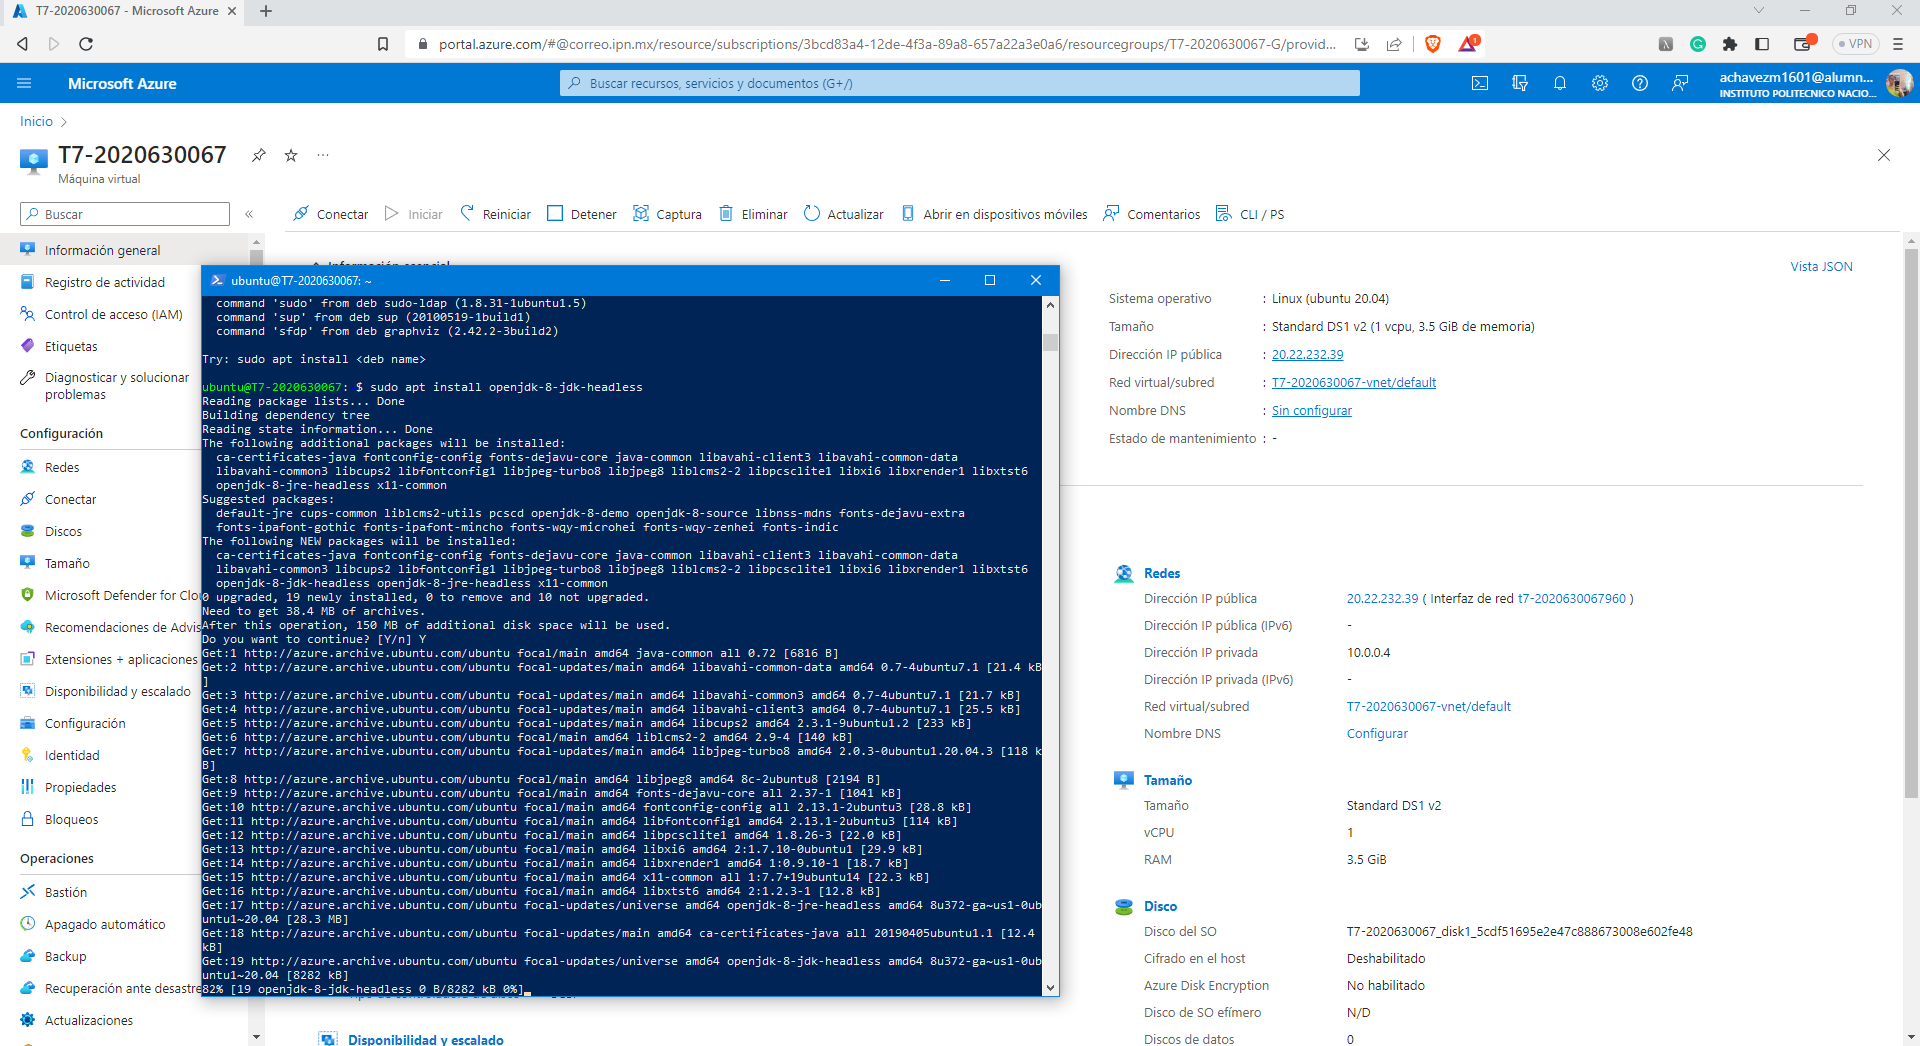 T7-2020630067 - Microsoft Azure
portal.azure.com/#@correo.ipn.mx/resource/subscriptions/3bcd83a4-12de-4f3a-89a8-657a22a3e0a6/resourcegroups/T7-2020630067-G/provid...
1
VPN
Microsoft Azure
Buscar recursos, servicios y documentos (G+/)
achavezm1601@alumn...
INSTITUTO POLITECNICO NACIO...
Inicio
T7-2020630067
Máquina virtual
Buscar
Conectar
Iniciar
Reiniciar
Detener
Captura
Eliminar
Actualizar
Abrir en dispositivos móviles
Comentarios
CLI / PS
Información general
Registro de actividad
Control de acceso (IAM)
Etiquetas
Diagnosticar y solucionar
problemas
Configuración
Redes
Conectar
Discos
Tamaño
Microsoft Defender for Clou
Recomendaciones de Advis
Extensiones + aplicaciones
Disponibilidad y escalado
Configuración
Identidad
Propiedades
Bloqueos
Operaciones
Bastión
Apagado automático
Backup
Recuperación ante desastre
Actualizaciones
Información esencial
Vista JSON
ubuntu@T7-2020630067: ~
command 'sudo' from deb sudo-ldap (1.8.31-1ubuntu1.5)
command 'sup' from deb sup (20100519-1build1)
command 'sfdp' from deb graphviz (2.42.2-3build2)
Try: sudo apt install <deb name>
ubuntu@T7-2020630067: $ sudo apt install openjdk-8-jdk-headless
Reading package lists... Done
Building dependency tree
Reading state information... Done
The following additional packages will be installed:
ca-certificates-java fontconfig-config fonts-dejavu-core java-common libavahi-client3 libavahi-common-data
libavahi-common3 libcups2 libfontconfig1 libjpeg-turbo8 libjpeg8 liblcms2-2 libpcsclite1 libxi6 libxrender1 libxtst6
openjdk-8-jre-headless x11-common
Suggested packages:
default-jre cups-common liblcms2-utils pcscd openjdk-8-demo openjdk-8-source libnss-mdns fonts-dejavu-extra
fonts-ipafont-gothic fonts-ipafont-mincho fonts-wqy-microhei fonts-wqy-zenhei fonts-indic
The following NEW packages will be installed:
ca-certificates-java fontconfig-config fonts-dejavu-core java-common libavahi-client3 libavahi-common-data
libavahi-common3 libcups2 libfontconfig1 libjpeg-turbo8 libjpeg8 liblcms2-2 libpcsclite1 libxi6 libxrender1 libxtst6
openjdk-8-jdk-headless openjdk-8-jre-headless x11-common
0 upgraded, 19 newly installed, 0 to remove and 10 not upgraded.
Need to get 38.4 MB of archives.
After this operation, 150 MB of additional disk space will be used.
Do you want to continue? [Y/n] Y
Get:1 http://azure.archive.ubuntu.com/ubuntu focal/main amd64 java-common all 0.72 [6816 B]
Get:2 http://azure.archive.ubuntu.com/ubuntu focal-updates/main amd64 libavahi-common-data amd64 0.7-4ubuntu7.1 [21.4 kB
]
Get:3 http://azure.archive.ubuntu.com/ubuntu focal-updates/main amd64 libavahi-common3 amd64 0.7-4ubuntu7.1 [21.7 kB]
Get:4 http://azure.archive.ubuntu.com/ubuntu focal-updates/main amd64 libavahi-client3 amd64 0.7-4ubuntu7.1 [25.5 kB]
Get:5 http://azure.archive.ubuntu.com/ubuntu focal-updates/main amd64 libcups2 amd64 2.3.1-9ubuntu1.2 [233 kB]
Get:6 http://azure.archive.ubuntu.com/ubuntu focal/main amd64 liblcms2-2 amd64 2.9-4 [140 kB]
Get:7 http://azure.archive.ubuntu.com/ubuntu focal-updates/main amd64 libjpeg-turbo8 amd64 2.0.3-0ubuntu1.20.04.3 [118 k
B]
Get:8 http://azure.archive.ubuntu.com/ubuntu focal/main amd64 libjpeg8 amd64 8c-2ubuntu8 [2194 B]
Get:9 http://azure.archive.ubuntu.com/ubuntu focal/main amd64 fonts-dejavu-core all 2.37-1 [1041 kB]
Get:10 http://azure.archive.ubuntu.com/ubuntu focal/main amd64 fontconfig-config all 2.13.1-2ubuntu3 [28.8 kB]
Get:11 http://azure.archive.ubuntu.com/ubuntu focal/main amd64 libfontconfig1 amd64 2.13.1-2ubuntu3 [114 kB]
Get:12 http://azure.archive.ubuntu.com/ubuntu focal/main amd64 libpcsclite1 amd64 1.8.26-3 [22.0 kB]
Get:13 http://azure.archive.ubuntu.com/ubuntu focal/main amd64 libxi6 amd64 2:1.7.10-0ubuntu1 [29.9 kB]
Get:14 http://azure.archive.ubuntu.com/ubuntu focal/main amd64 libxrender1 amd64 1:0.9.10-1 [18.7 kB]
Get:15 http://azure.archive.ubuntu.com/ubuntu focal/main amd64 x11-common all 1:7.7+19ubuntu14 [22.3 kB]
Get:16 http://azure.archive.ubuntu.com/ubuntu focal/main amd64 libxtst6 amd64 2:1.2.3-1 [12.8 kB]
Get:17 http://azure.archive.ubuntu.com/ubuntu focal-updates/universe amd64 openjdk-8-jre-headless amd64 8u372-ga~us1-0ub
untu1~20.04 [28.3 MB]
Get:18 http://azure.archive.ubuntu.com/ubuntu focal-updates/main amd64 ca-certificates-java all 20190405ubuntu1.1 [12.4
kB]
Get:19 http://azure.archive.ubuntu.com/ubuntu focal-updates/universe amd64 openjdk-8-jdk-headless amd64 8u372-ga~us1-0ub
untu1~20.04 [8282 kB]
82% [19 openjdk-8-jdk-headless 0 B/8282 kB 0%]
Disponibilidad y escalado
Sistema operativo : Linux (ubuntu 20.04)
Tamaño : Standard DS1 v2 (1 vcpu, 3.5 GiB de memoria)
Dirección IP pública : 20.22.232.39
Red virtual/subred : T7-2020630067-vnet/default
Nombre DNS : Sin configurar
Estado de mantenimiento : -
Redes
Dirección IP pública 20.22.232.39 ( Interfaz de red t7-2020630067960 )
Dirección IP pública (IPv6) -
Dirección IP privada 10.0.0.4
Dirección IP privada (IPv6) -
Red virtual/subred T7-2020630067-vnet/default
Nombre DNS Configurar
Tamaño
Tamaño Standard DS1 v2
vCPU 1
RAM 3.5 GiB
Disco
Disco del SO T7-2020630067_disk1_5cdf51695e2e47c888673008e602fe48
Cifrado en el host Deshabilitado
Azure Disk Encryption No habilitado
Disco de SO efímero N/D
Discos de datos 0